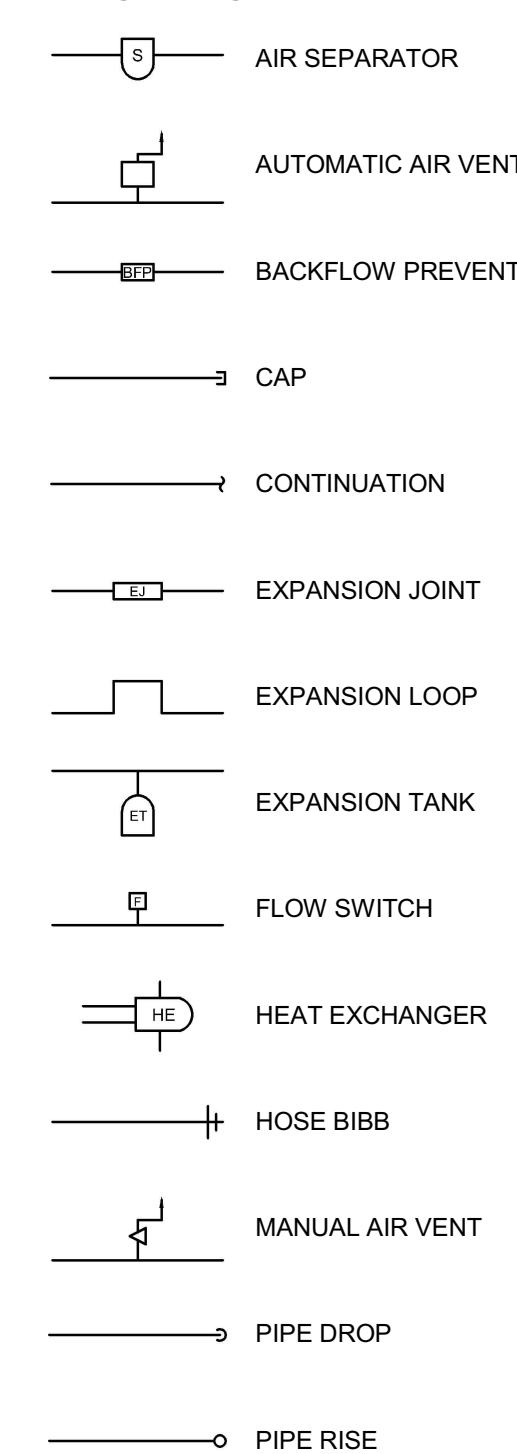 S AIR SEPARATOR
AUTOMATIC AIR VENT
BFP BACKFLOW PREVENT
CAP
CONTINUATION
EJ EXPANSION JOINT
EXPANSION LOOP
ET EXPANSION TANK
F FLOW SWITCH
HE HEAT EXCHANGER
HOSE BIBB
MANUAL AIR VENT
PIPE DROP
PIPE RISE